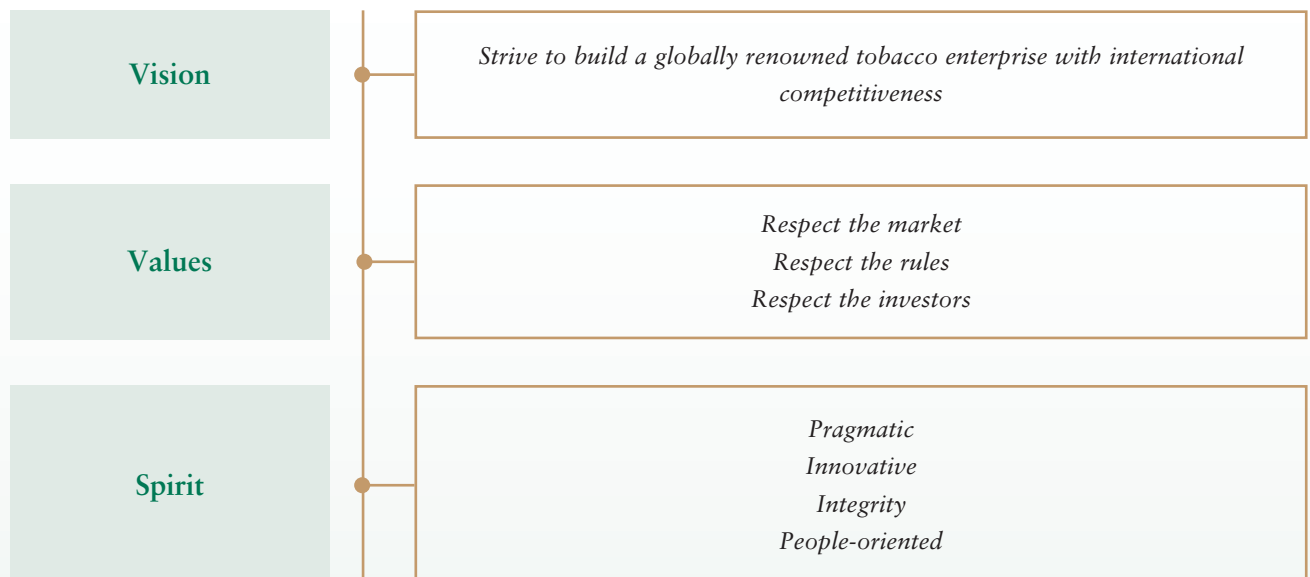 Vision
Strive to build a globally renowned tobacco enterprise with international
competitiveness
Values
Respect the market
Respect the rules
Respect the investors
Spirit
Pragmatic
Innovative
Integrity
People-oriented